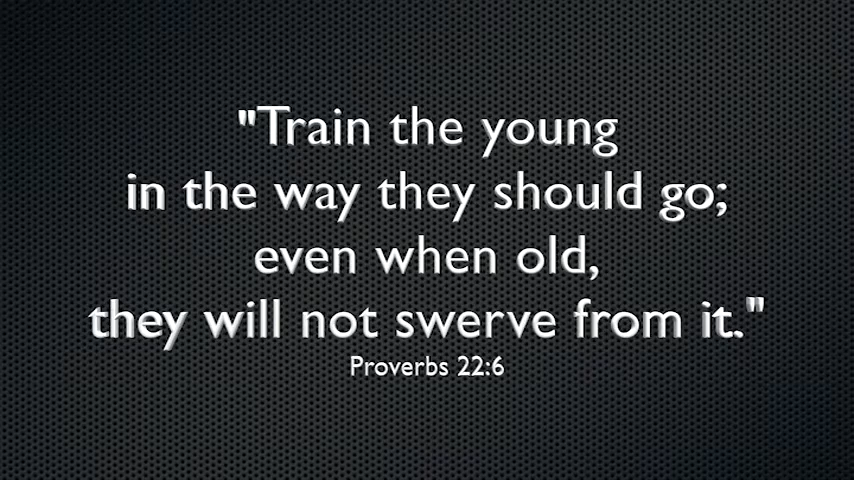 "Train the young
in the way they should go;
even when old,
they will not swerve from it."
Proverbs 22:6